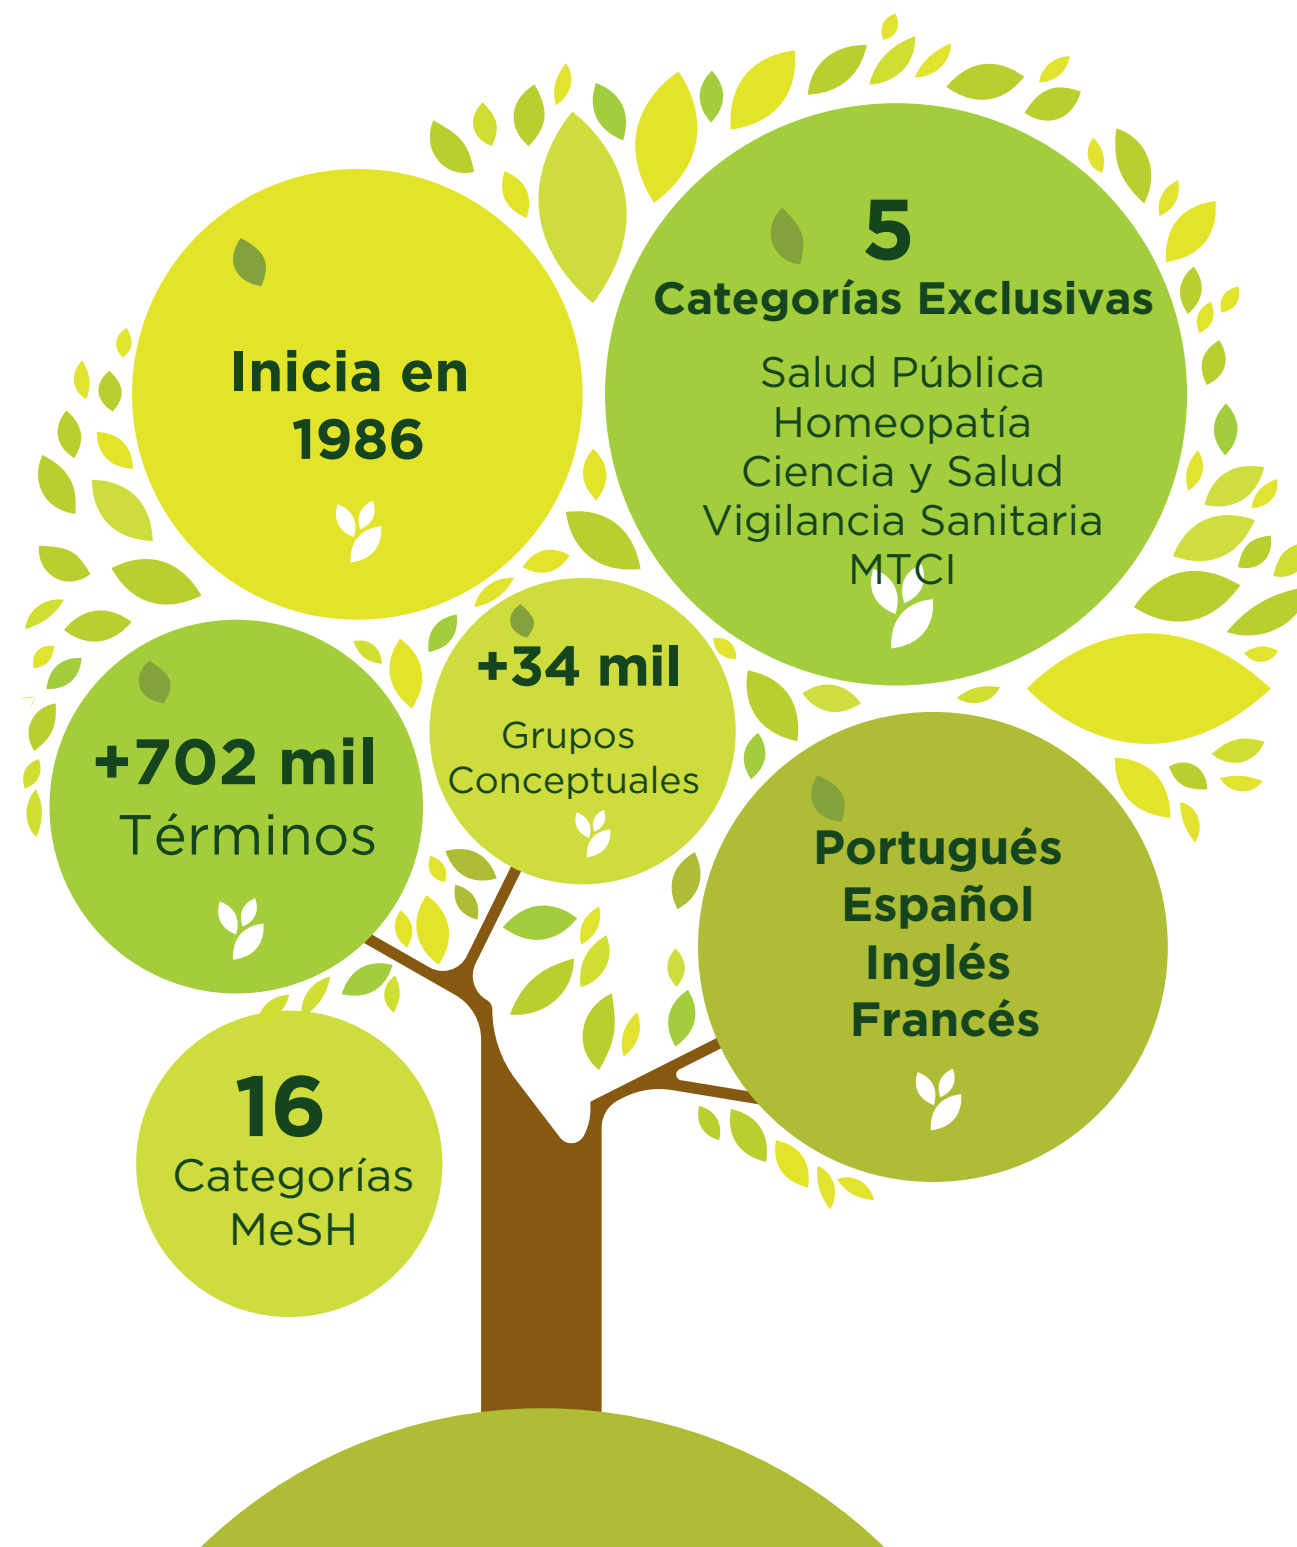 Inicia en
1986
5
Categorías Exclusivas
Salud Pública
Homeopatía
Ciencia y Salud
Vigilancia Sanitaria
MTCI
+34 mil
Grupos
Conceptuales
+702 mil
Términos
Portugués
Español
Inglés
Francés
16
Categorías
MeSH